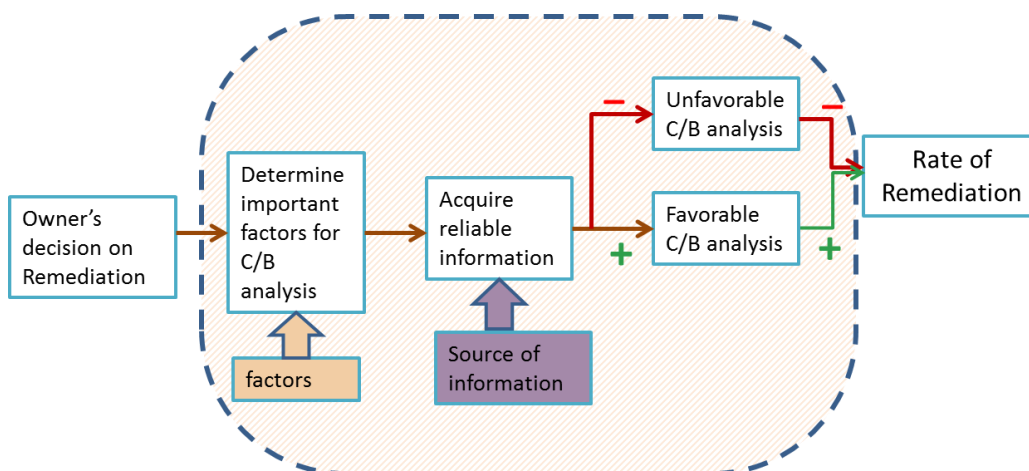 Owner’s
decision on
Remediation
Determine
important
factors for
C/B
analysis
factors
Acquire
reliable
information
Source of
information
−
Unfavorable
C/B analysis
−
+
Favorable
C/B analysis
+
Rate of
Remediation